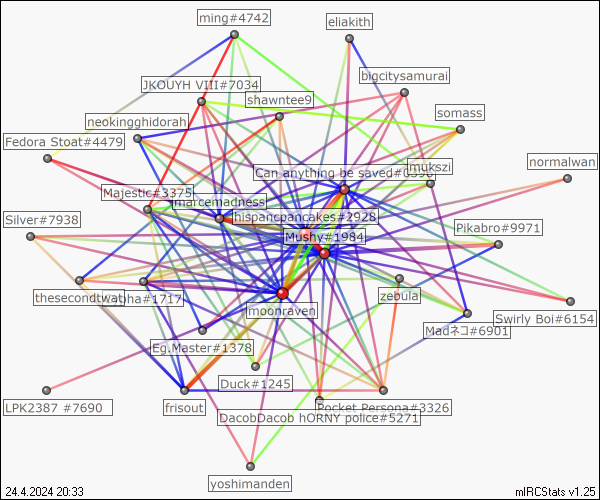 ming#4742
eliakith
bigcitysamurai
JKOUYH VIII#7034
shawntee9
somass
neokingghidorah
Fedora Stoat#4479
mukszi
normalwan
Can anything be saved#
Majestic#3375
marcemadness
hispancpancakes#2928
Silver#7938
Pikabro#9971
Mushy#1984
thesecondtwat
#1717
zebula
moonraven
Swirly Boi#6154
Madネコ#6901
Eg.Master#1378
Duck#1245
LPK2387 #7690
frisout
Pocket Persona#3326
DacobDacob hORNY police#5271
yoshimanden
24.4.2024 20:33
mIRCStats v1.25